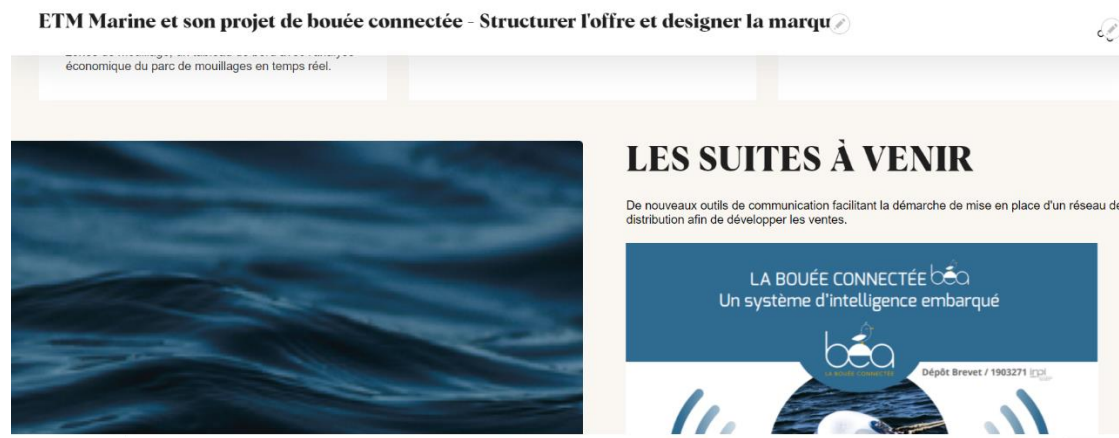 ETM Marine et son projet de bouée connectée - Structurer l'offre et designer la marqu
économique du parc de mouillages en temps réel.
LES SUITES À VENIR
De nouveaux outils de communication facilitant la démarche de mise en place d'un réseau de
distribution afin de développer les ventes.
LA BOUÉE CONNECTÉE béa
Un système d'intelligence embarqué
béa
LA BOUÉE CONNECTÉE
Dépôt Brevet / 1903271 inpi